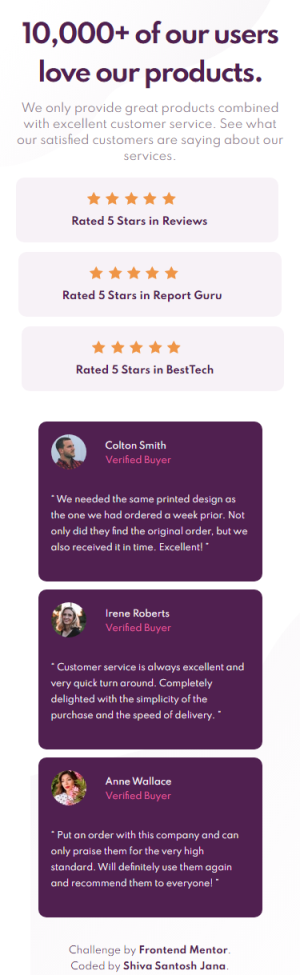 10,000+ of our users
love our products.
We only provide great products combined
with excellent customer service. See what
our satisfied customers are saying about our
services.
Rated 5 Stars in Reviews
Rated 5 Stars in Report Guru
Rated 5 Stars in BestTech
Colton Smith
Verified Buyer
" We needed the same printed design as
the one we had ordered a week prior. Not
only did they find the original order, but we
also received it in time. Excellent! "
Irene Roberts
Verified Buyer
" Customer service is always excellent and
very quick turn around. Completely
delighted with the simplicity of the
purchase and the speed of delivery. "
Anne Wallace
Verified Buyer
" Put an order with this company and can
only praise them for the very high
standard. Will definitely use them again
and recommend them to everyone! "
Challenge by Frontend Mentor.
Coded by Shiva Santosh Jana.